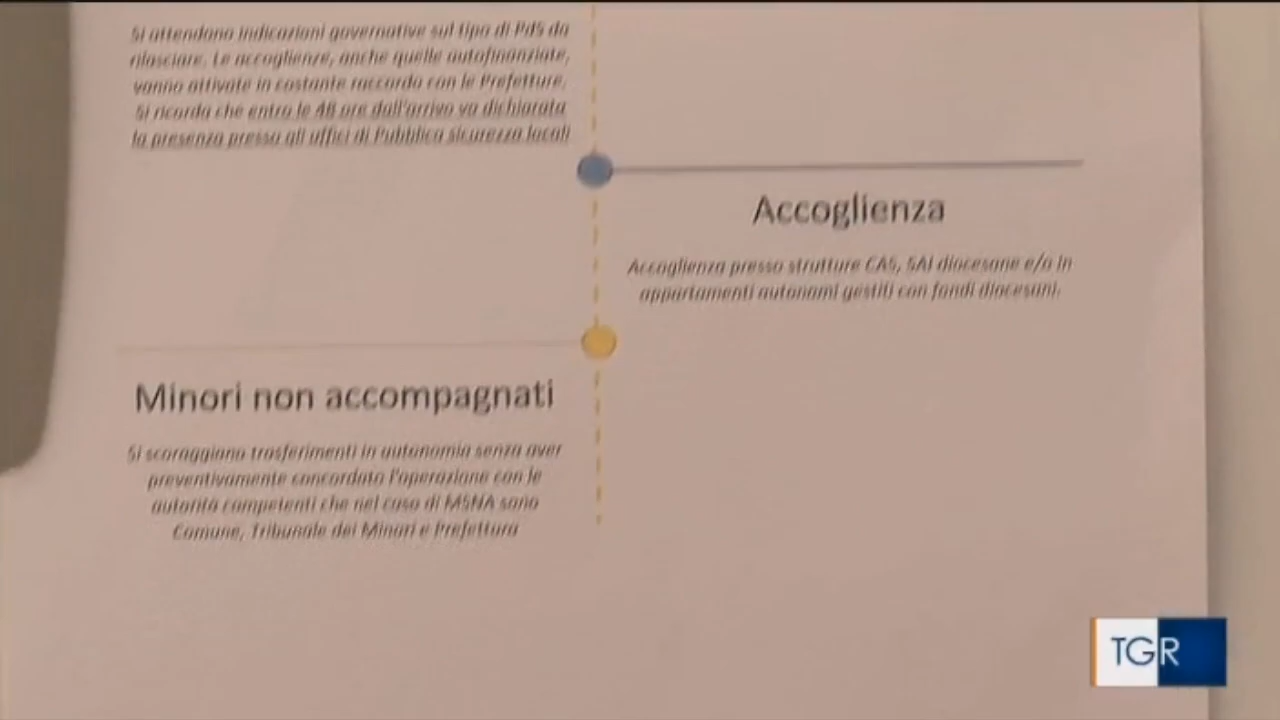 Si attendono indicazioni governative sul tipo di PdS da
rilasciare. Le accoglienze, anche quelle autofinanziate,
vanno attivate in costante raccordo con le Prefetture.
Si ricorda che entro le 48 ore dall'arrivo va dichiarata
la presenza presso gli uffici di Pubblica sicurezza locali
Accoglienza
Accoglienza presso strutture CAS, SAI diocesane e/o in
appartamenti autonomi gestiti con fondi diocesani.
Minori non accompagnati
Si scoraggiano trasferimenti in autonomia senza aver
preventivamente concordato l'operazione con le
autorità competenti che nel caso di MSNA sono
Comune, Tribunale dei Minori e Prefettura
TGR